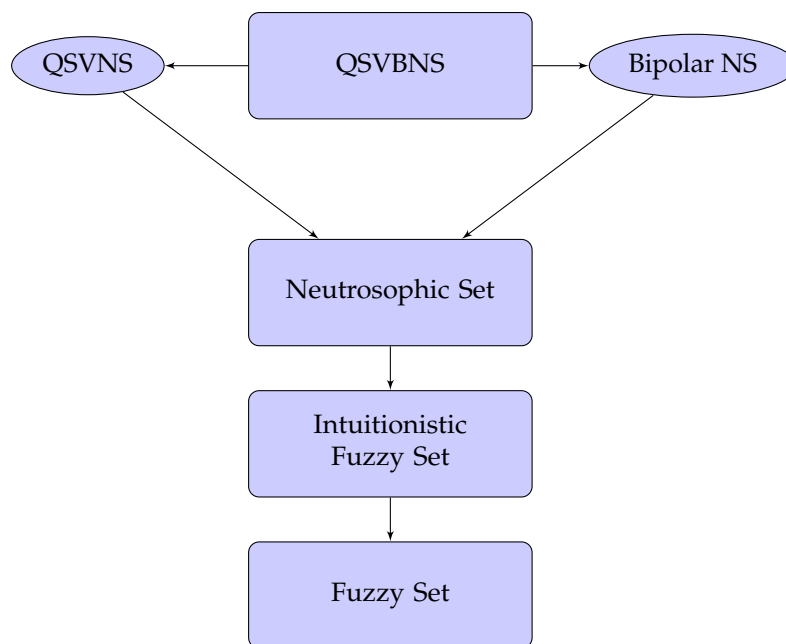 QSVNS
QSVBNS
Bipolar NS
Neutrosophic Set
Intuitionistic
Fuzzy Set
Fuzzy Set